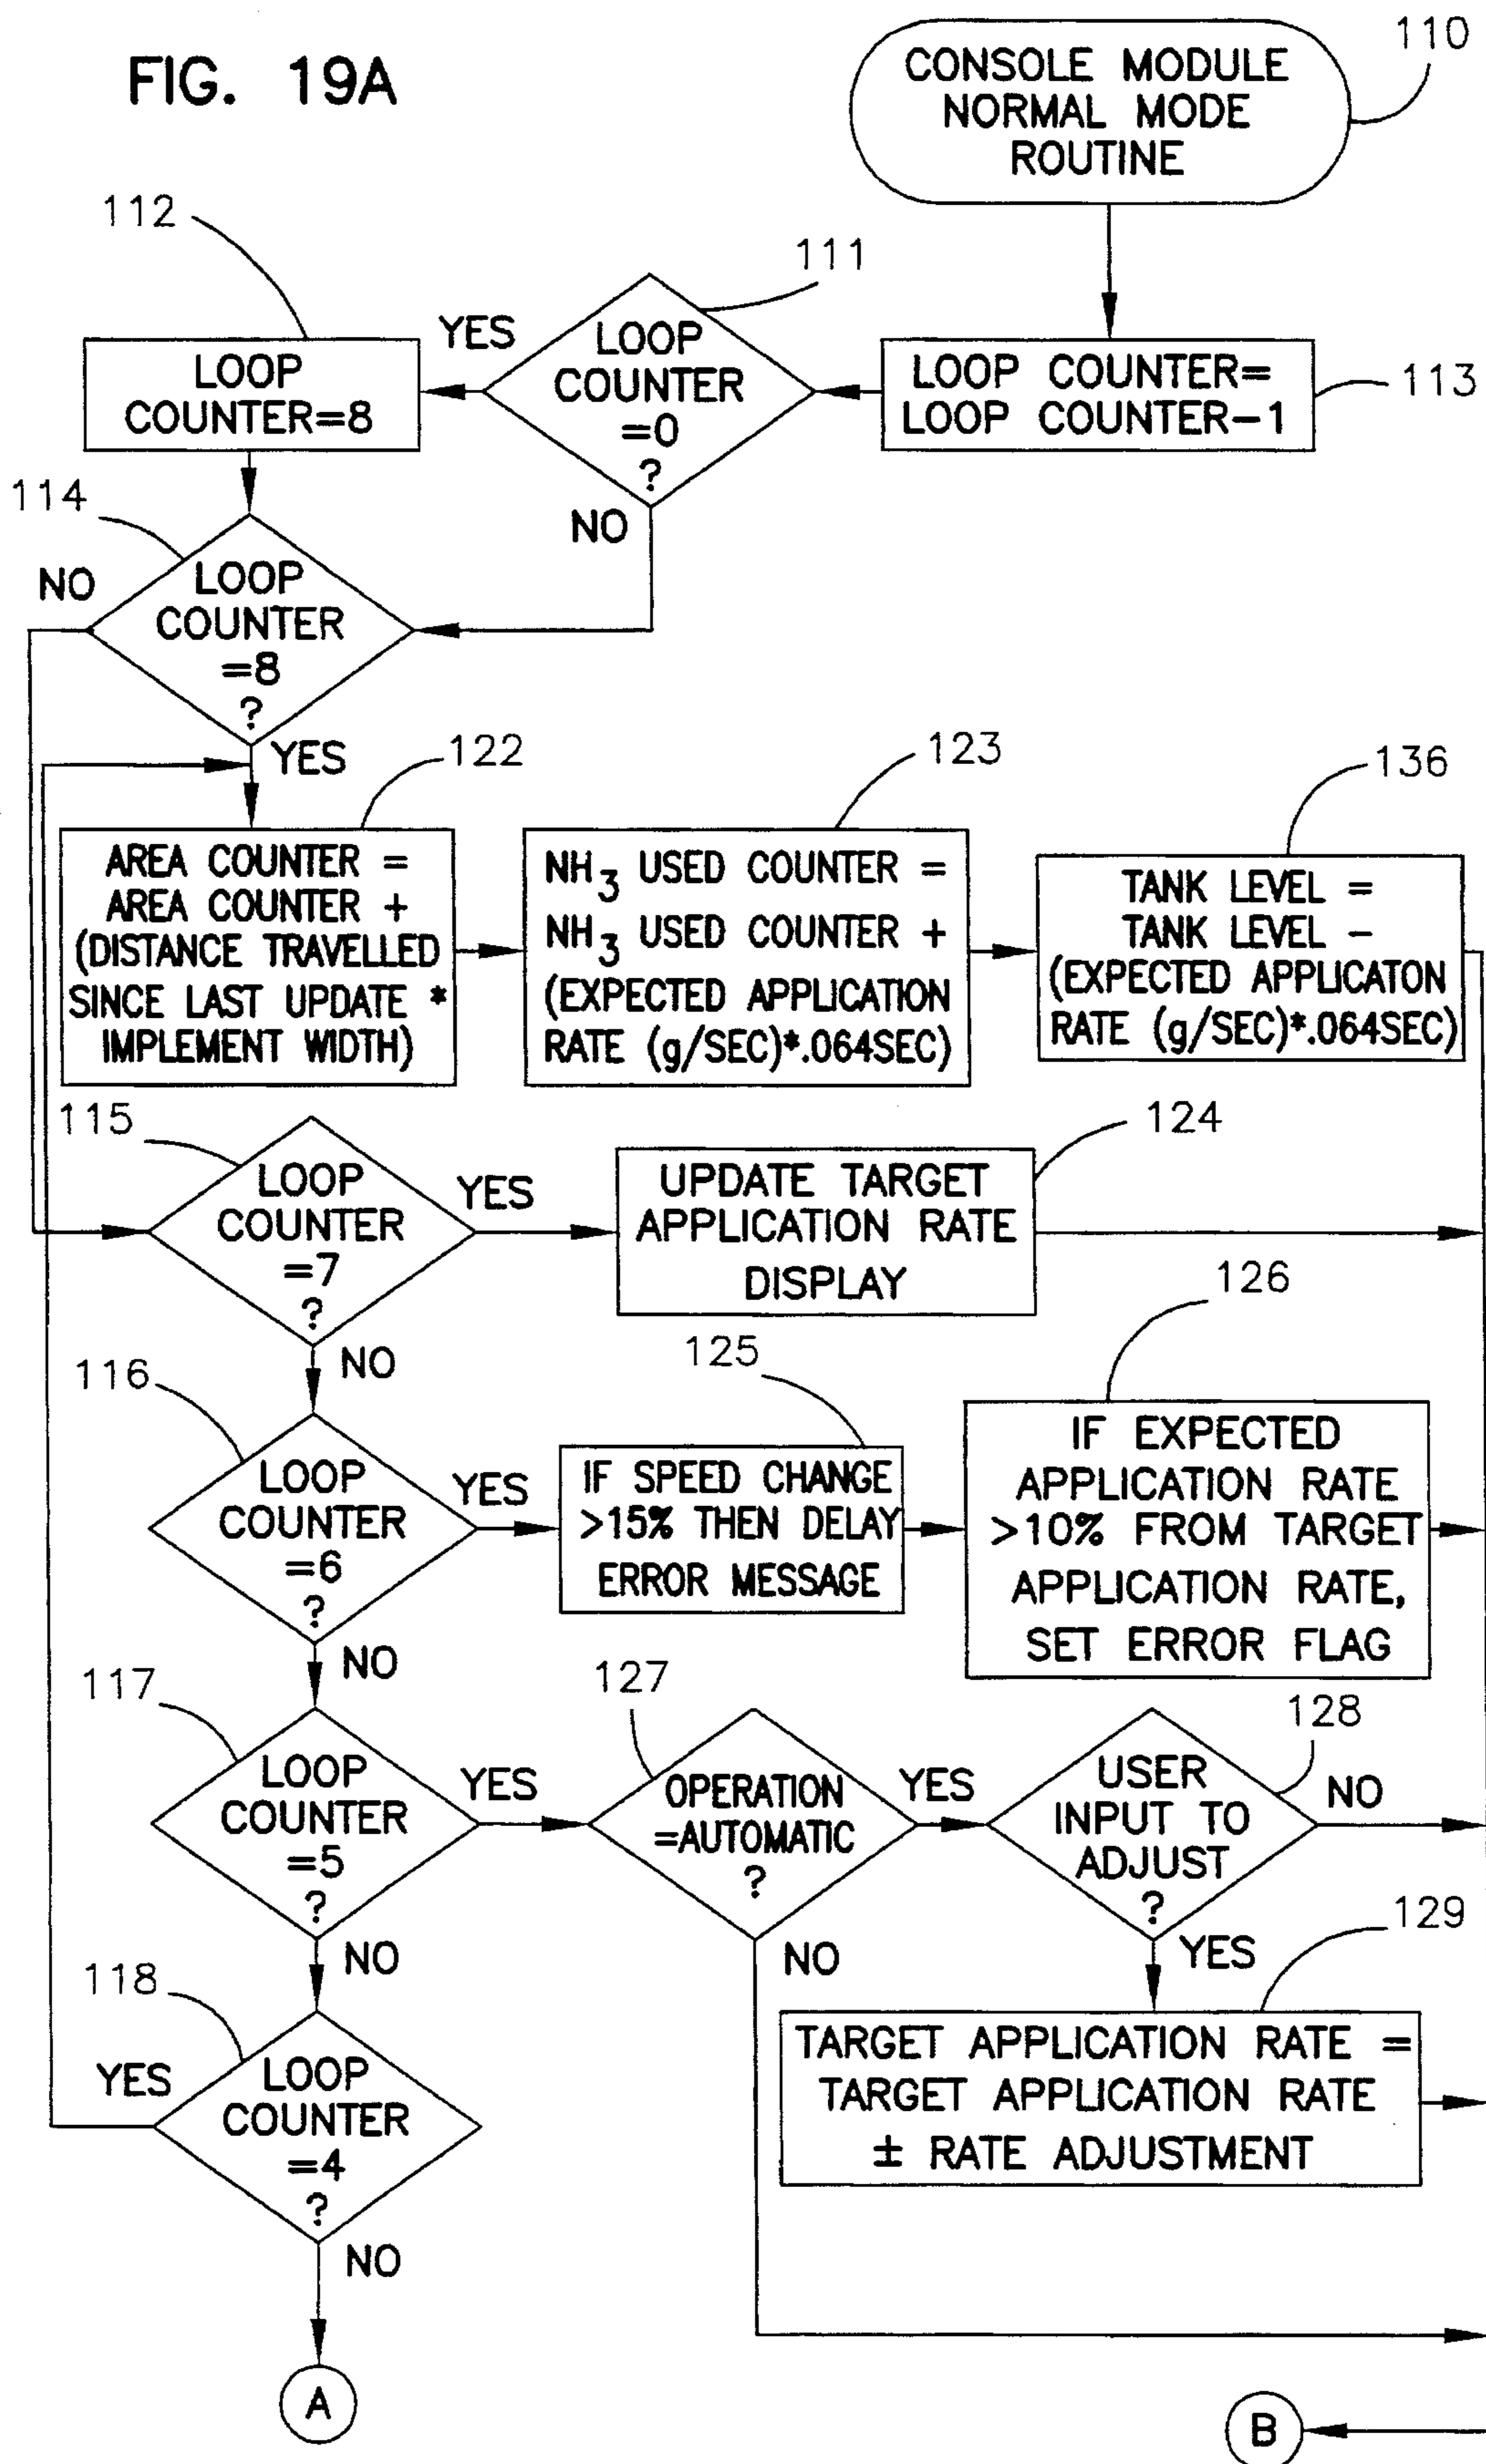 FIG. 19A
CONSOLE MODULE
NORMAL MODE
ROUTINE
110
112
111
YES
LOOP
COUNTER=8
LOOP
COUNTER
=0
?
LOOP COUNTER=
LOOP COUNTER-1
113
NO
114
NO
LOOP
COUNTER
=8
?
YES
122
123
136
AREA COUNTER =
AREA COUNTER +
(DISTANCE TRAVELLED
SINCE LAST UPDATE *
IMPLEMENT WIDTH)
NH3 USED COUNTER =
NH3 USED COUNTER +
(EXPECTED APPLICATION
RATE (g/SEC)*.064SEC)
TANK LEVEL =
TANK LEVEL -
(EXPECTED APPLICATON
RATE (g/SEC)*.064SEC)
115
LOOP
COUNTER
=7
?
YES
UPDATE TARGET
APPLICATION RATE
DISPLAY
124
NO
116
LOOP
COUNTER
=6
?
YES
125
IF SPEED CHANGE
>15% THEN DELAY
ERROR MESSAGE
126
IF EXPECTED
APPLICATION RATE
>10% FROM TARGET
APPLICATION RATE,
SET ERROR FLAG
NO
117
LOOP
COUNTER
=5
?
YES
127
OPERATION
=AUTOMATIC
?
YES
128
USER
INPUT TO
ADJUST
?
NO
NO
NO
YES
129
118
YES
LOOP
COUNTER
=4
?
TARGET APPLICATION RATE =
TARGET APPLICATION RATE
± RATE ADJUSTMENT
NO
A
B